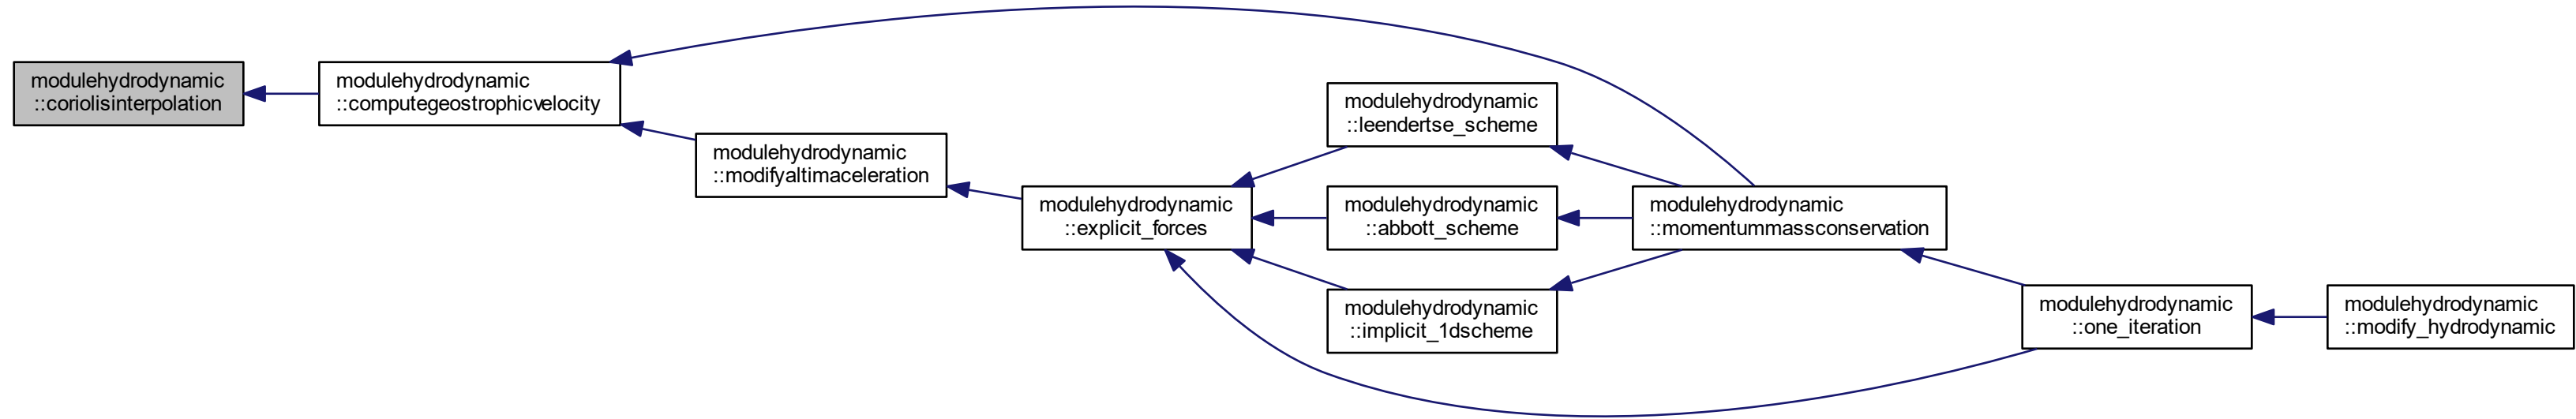 modulehydrodynamic
::coriolisinterpolation
modulehydrodynamic
::computegeostrophicvelocity
modulehydrodynamic
::modifyaltimaceleration
modulehydrodynamic
::explicit_forces
modulehydrodynamic
::leendertse_scheme
modulehydrodynamic
::abbott_scheme
modulehydrodynamic
::implicit_1dscheme
modulehydrodynamic
::momentummassconservation
modulehydrodynamic
::one_iteration
modulehydrodynamic
::modify_hydrodynamic